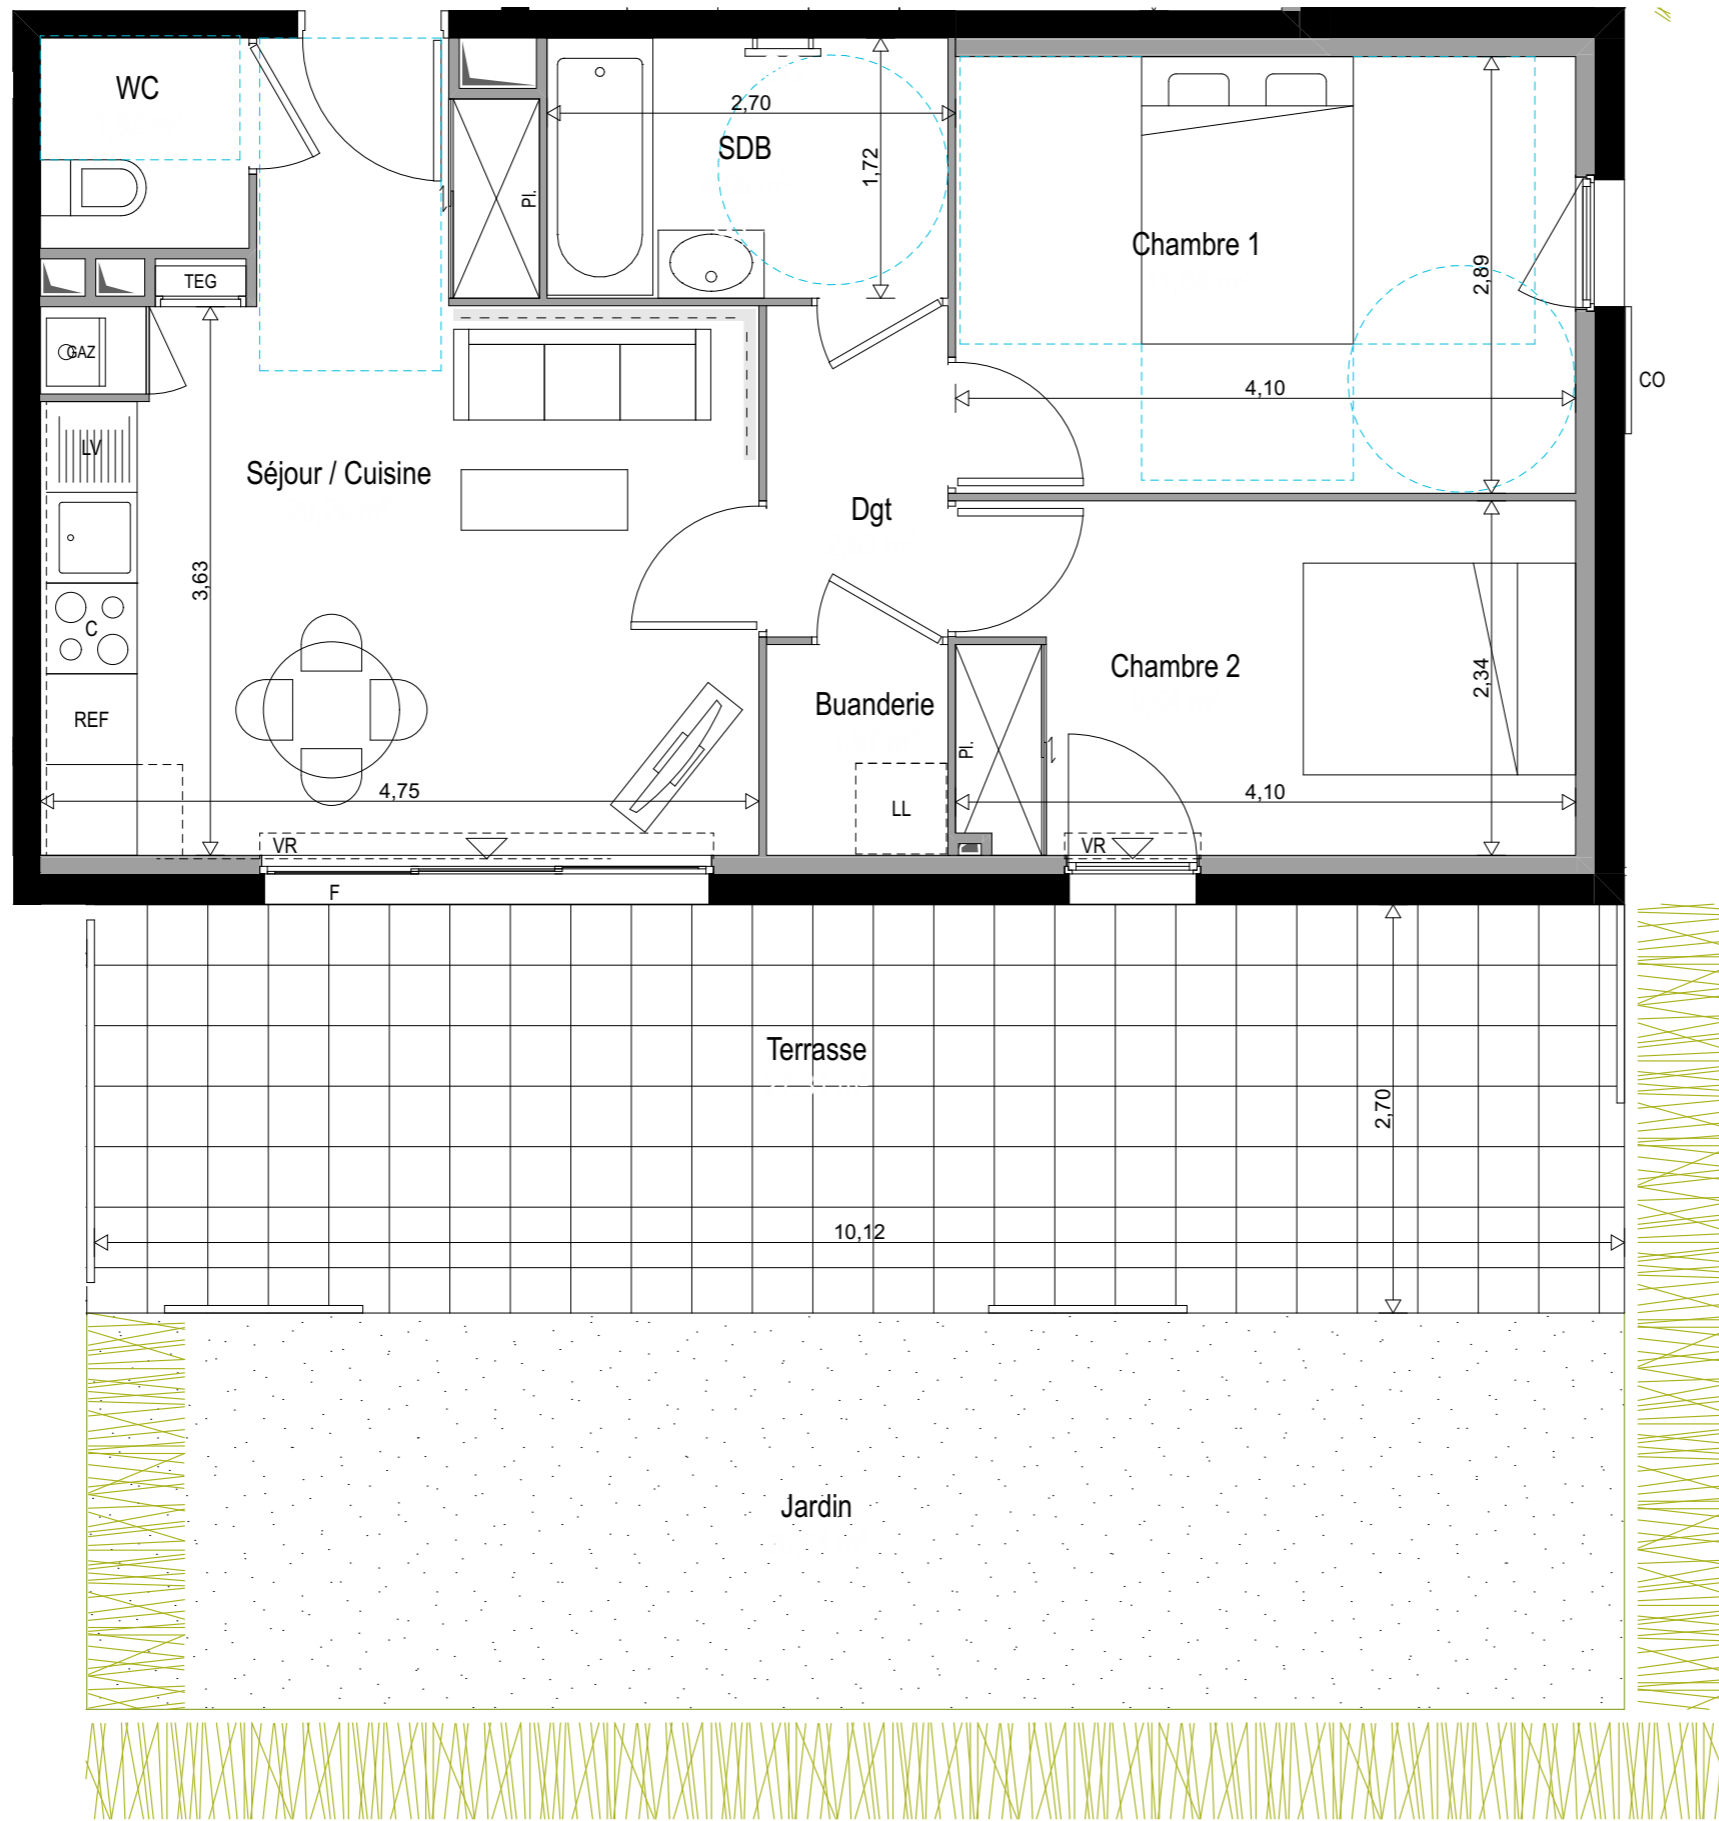 WC
2,70
SDB
1,72
Pl.
Chambre 1
2,89
TEG
GAZ
4,10
CO
LV
Séjour / Cuisine
Dgt
3,63
C
Chambre 2
2,34
REF
Buanderie
Pl.
4,75
LL
4,10
VR
VR
F
Terrasse
2,70
10,12
Jardin